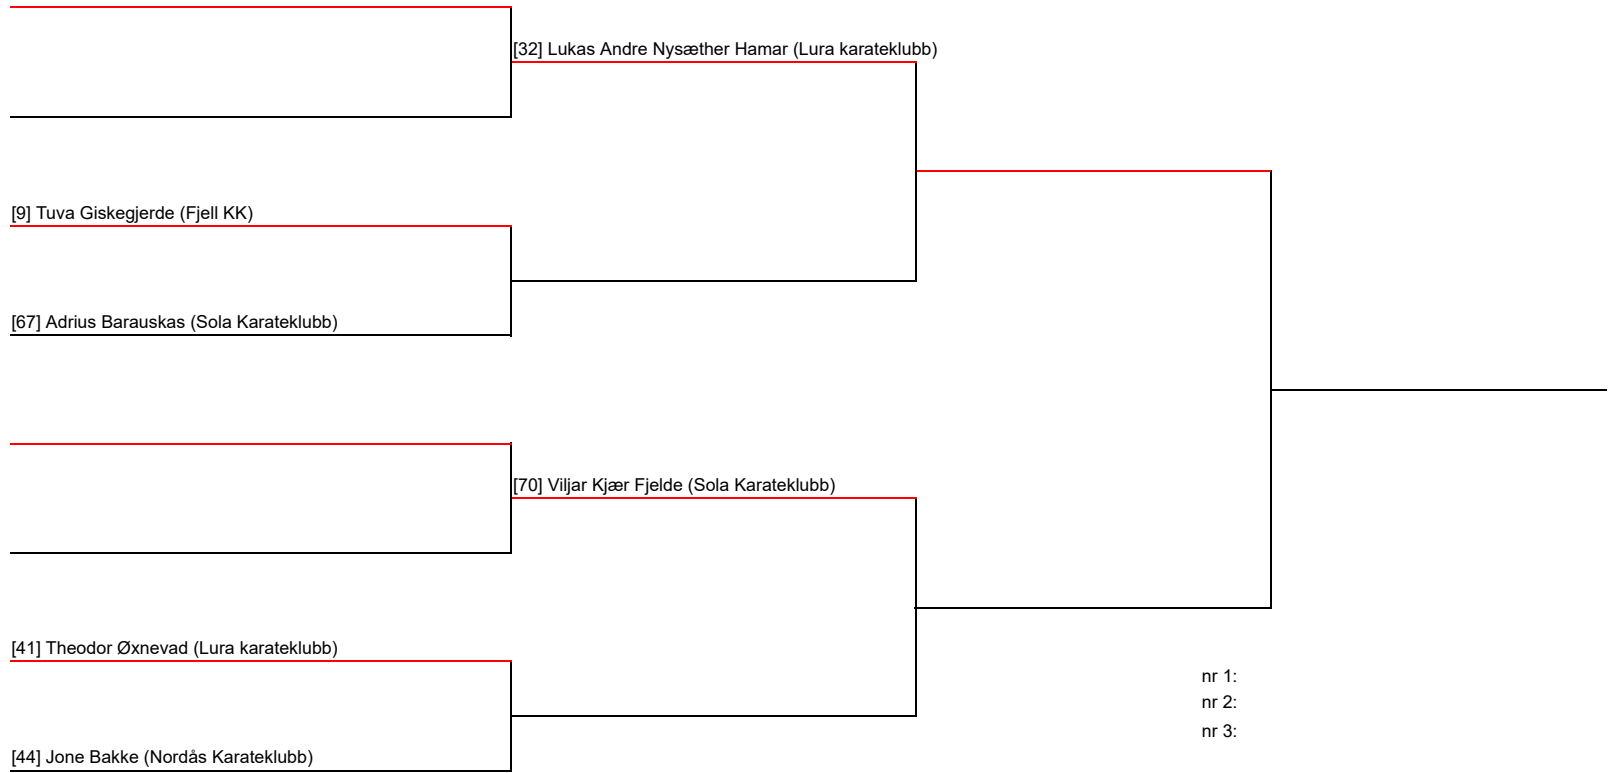 [32] Lukas Andre Nysæther Hamar (Lura karateklubb)
[9] Tuva Giskegjerde (Fjell KK)
[67] Adrius Barauskas (Sola Karateklubb)
[70] Viljar Kjær Fjelde (Sola Karateklubb)
[41] Theodor Øxnevad (Lura karateklubb)
nr 1:
nr 2:
nr 3:
[44] Jone Bakke (Nordås Karateklubb)